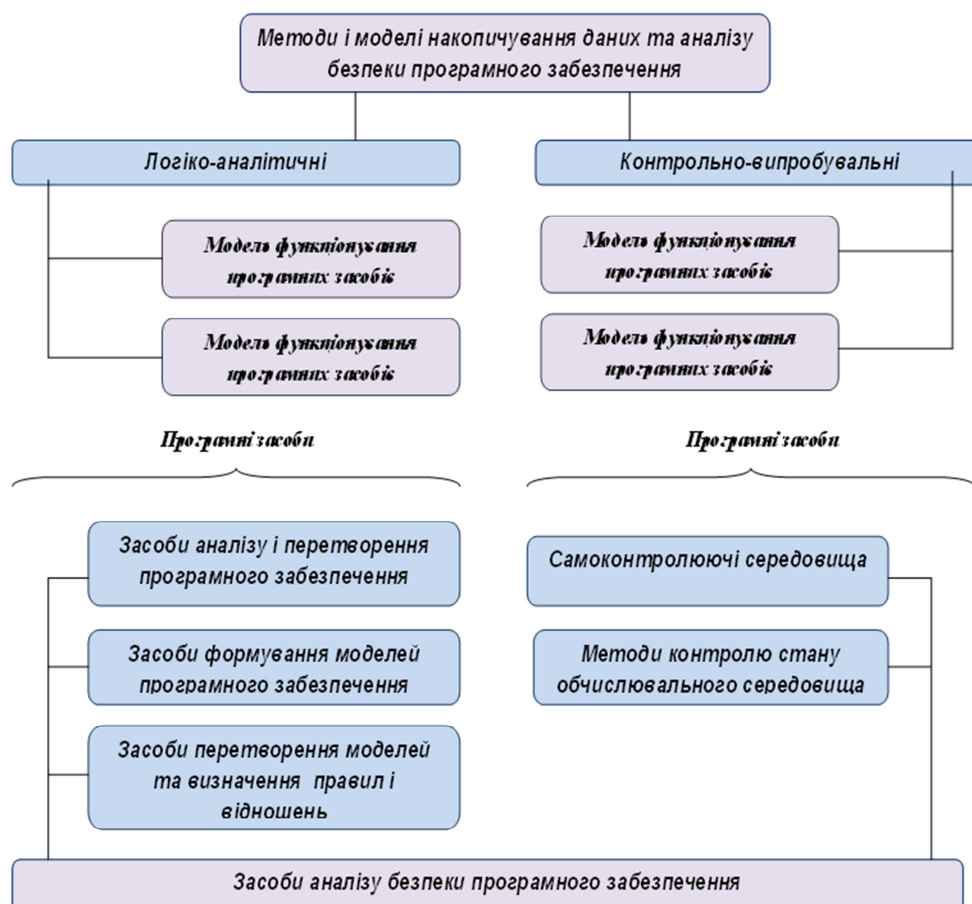 Методи і моделі накопичування даних та аналізу
безпеки програмного забезпечення
Логіко-аналітичні
Контрольно-випробувальні
Модель функціонування
програмних засобів
Модель функціонування
програмних засобів
Модель функціонування
програмних засобів
Модель функціонування
програмних засобів
Програмні засоби
Програмні засоби
Засоби аналізу і перетворення
програмного забезпечення
Засоби формування моделей
програмного забезпечення
Засоби перетворення моделей
та визначення правил і
відношень
Самоконтролюючі середовища
Методи контролю стану
обчислювального середовища
Засоби аналізу безпеки програмного забезпечення